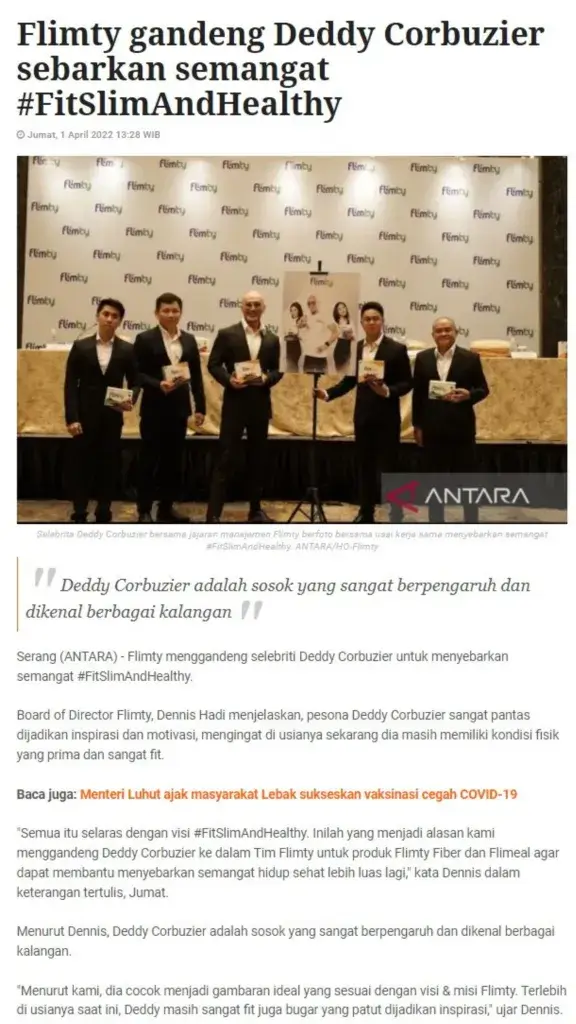 Flimty gandeng Deddy Corbuzier
sebarkan semangat
#FitSlimAndHealthy
Jumat, 1 April 2022 13:28 WIB
flimty flimty flimty flimty flimty flimty
ANTARA
Selebrita Deddy Corbuzier bersama jajaran manajemen Flimty berfoto bersema usai kerja sama menyebarkan semangat
#FitSlimAndHealthy. ANTARA/HO-Flimty
" Deddy Corbuzier adalah sosok yang sangat berpengaruh dan
dikenal berbagai kalangan "
Serang (ANTARA) - Flimty menggandeng selebriti Deddy Corbuzier untuk menyebarkan
semangat #FitSlimAndHealthy.
Board of Director Flimty, Dennis Hadi menjelaskan, pesona Deddy Corbuzier sangat pantas
dijadikan inspirasi dan motivasi, mengingat di usianya sekarang dia masih memiliki kondisi fisik
yang prima dan sangat fit.
Baca juga: Menteri Luhut ajak masyarakat Lebak sukseskan vaksinasi cegah COVID-19
"Semua itu selaras dengan visi #FitSlimAndHealthy. Inilah yang menjadi alasan kami
menggandeng Deddy Corbuzier ke dalam Tim Flimty untuk produk Flimty Fiber dan Flimeal agar
dapat membantu menyebarkan semangat hidup sehat lebih luas lagi," kata Dennis dalam
keterangan tertulis, Jumat.
Menurut Dennis, Deddy Corbuzier adalah sosok yang sangat berpengaruh dan dikenal berbagai
kalangan.
"Menurut kami, dia cocok menjadi gambaran ideal yang sesuai dengan visi & misi Flimty. Terlebih
di usianya saat ini, Deddy masih sangat fit juga bugar yang patut dijadikan inspirasi," ujar Dennis.